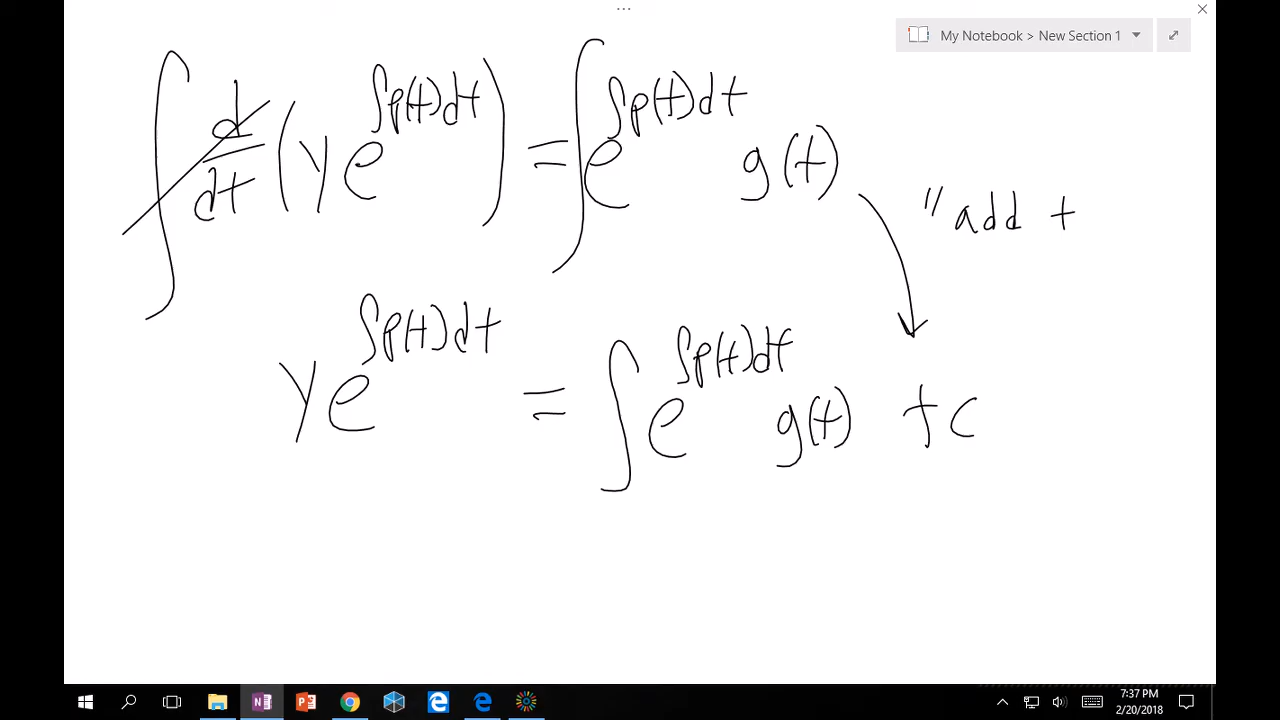 My Notebook > New Section 1
∫ d/dt (y e^{∫p(t)dt}) = ∫ e^{∫p(t)dt} g(t)
"add +
y e^{∫p(t)dt} = ∫ e^{∫p(t)dt} g(t) + c
7:37 PM
2/20/2018